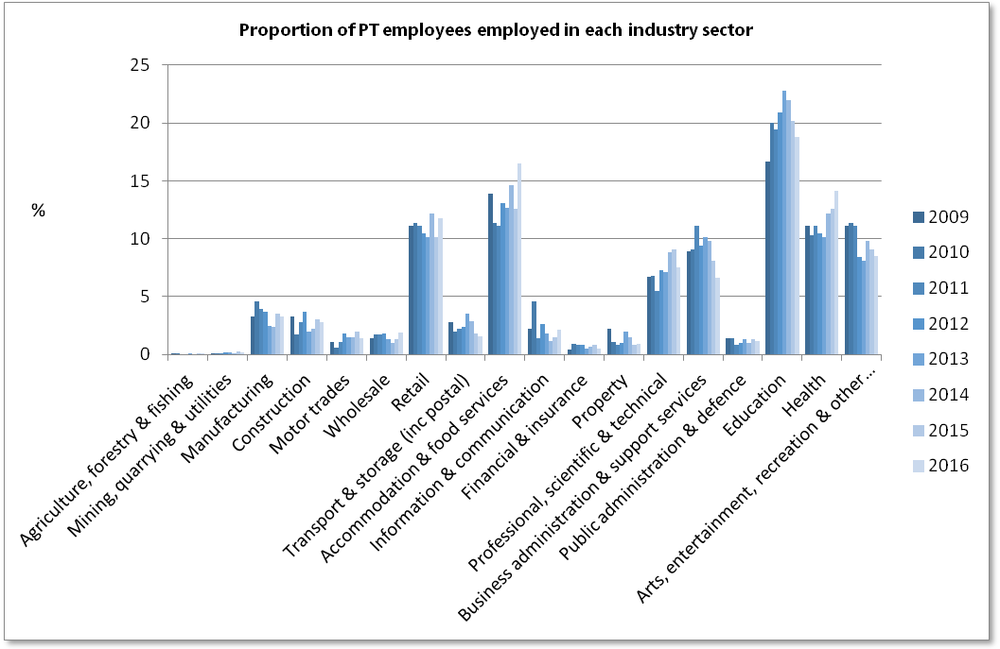 Proportion of PT employees employed in each industry sector
25
20
15
10
5
0
%
Agriculture, forestry & fishing
Mining, quarrying & utilities
Manufacturing
Construction
Motor trades
Wholesale
Retail
Transport & storage (inc postal)
Accommodation & food services
Information & communication
Financial & insurance
Property
Professional, scientific & technical
Business administration & support services
Public administration & defence
Education
Health
Arts, entertainment, recreation & other...
2009
2010
2011
2012
2013
2014
2015
2016